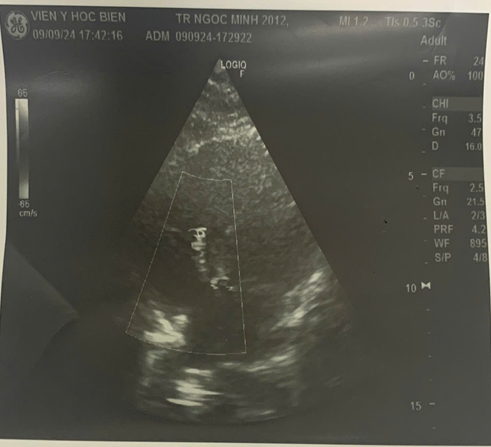 VIEN Y HOC BIEN
TR NGOC MINH 2012,
MI 1.2
TIs 0.5 3Sc
09/09/24 17:42:16
ADM 090924-172922
Adult
LOGIQ
F
FR 24
AO% 100
CHI
Frq 3.5
Gn 47
D 16.0
CF
Frq 2.5
Gn 21.5
L/A 2/3
PRF 4.2
WF 895
S/P 4/8
0
5
10
15
65
-65
cm/s
GE